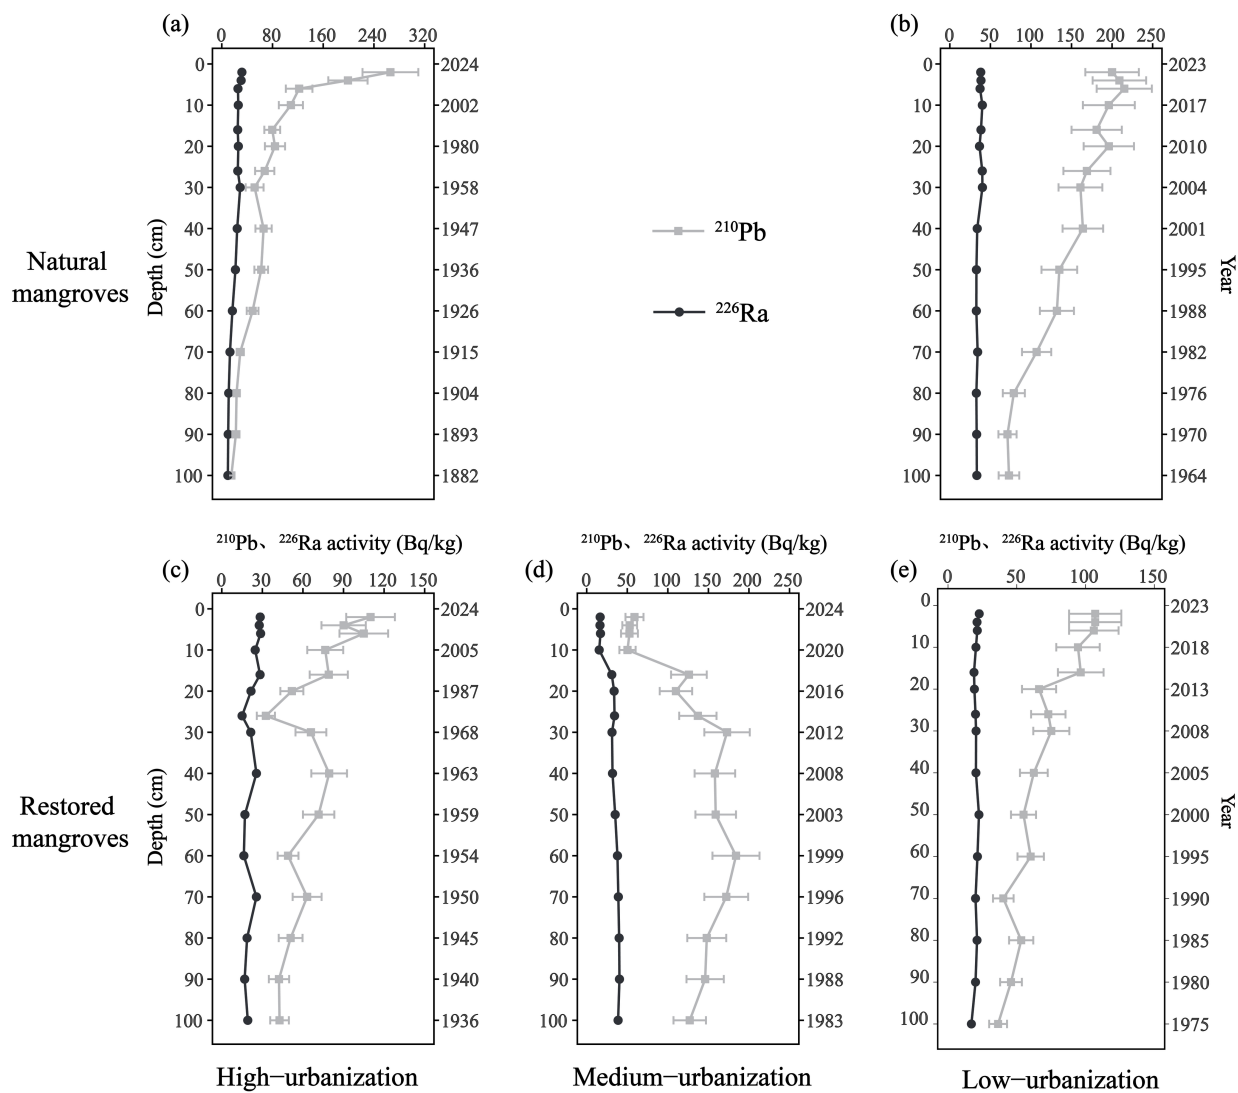 (a)
0 80 160 240 320
(b)
0 50 100 150 200 250
0 2024
10 2002
20 1980
30 1958
40 1947
50 1936
60 1926
70 1915
80 1904
90 1893
100 1882
Depth (cm)
Natural
mangroves
²¹⁰Pb
²²⁶Ra
0 2023
10 2017
20 2010
30 2004
40 2001
50 1995
60 1988
70 1982
80 1976
90 1970
100 1964
Year
²¹⁰Pb、²²⁶Ra activity (Bq/kg)
²¹⁰Pb、²²⁶Ra activity (Bq/kg)
²¹⁰Pb、²²⁶Ra activity (Bq/kg)
(c)
0 30 60 90 120 150
(d)
0 50 100 150 200 250
(e)
0 50 100 150
Restored
mangroves
Depth (cm)
0 2024
10 2005
20 1987
30 1968
40 1963
50 1959
60 1954
70 1950
80 1945
90 1940
100 1936
0 2024
10 2020
20 2016
30 2012
40 2008
50 2003
60 1999
70 1996
80 1992
90 1988
100 1983
0 2023
10 2018
20 2013
30 2008
40 2005
50 2000
60 1995
70 1990
80 1985
90 1980
100 1975
Year
High−urbanization
Medium−urbanization
Low−urbanization